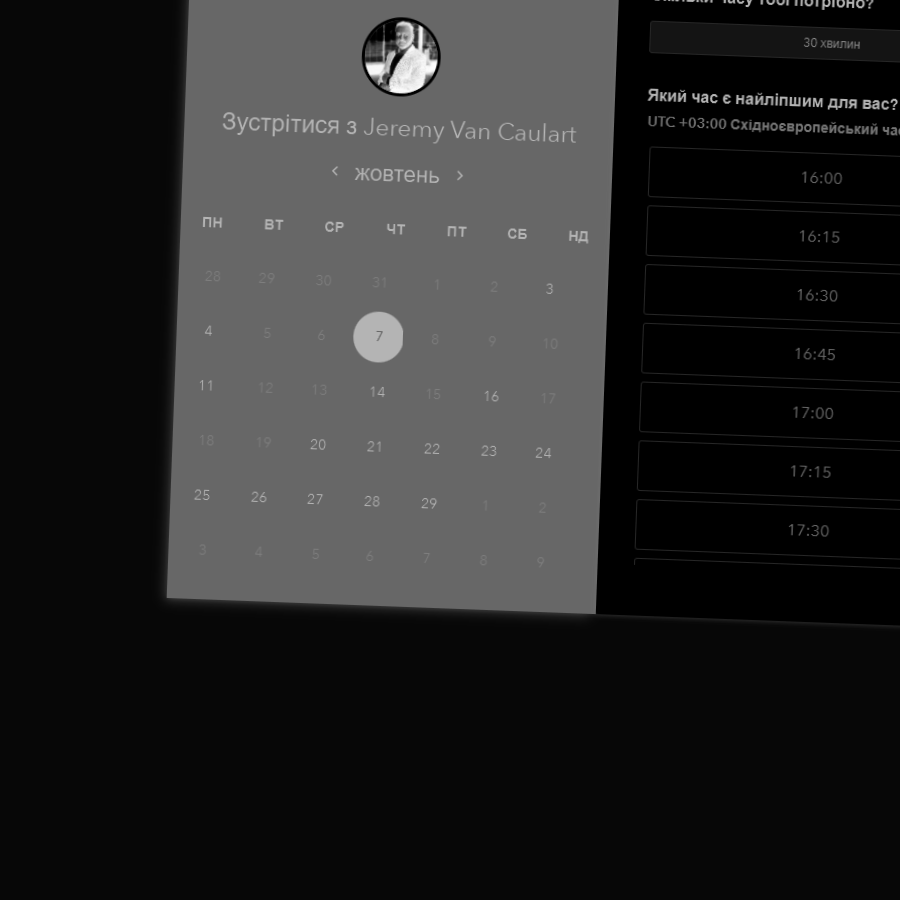 Скільки часу тобі потрібно?
30 хвилин
Зустрітися з Jeremy Van Caulart
жовтень
ПН ВТ СР ЧТ ПТ СБ НД
28 29 30 31 1 2 3
4 5 6 7 8 9 10
11 12 13 14 15 16 17
18 19 20 21 22 23 24
25 26 27 28 29 1 2
3 4 5 6 7 8 9
Який час є найліпшим для вас?
UTC +03:00 Східноєвропейський
16:00
16:15
16:30
16:45
17:00
17:15
17:30